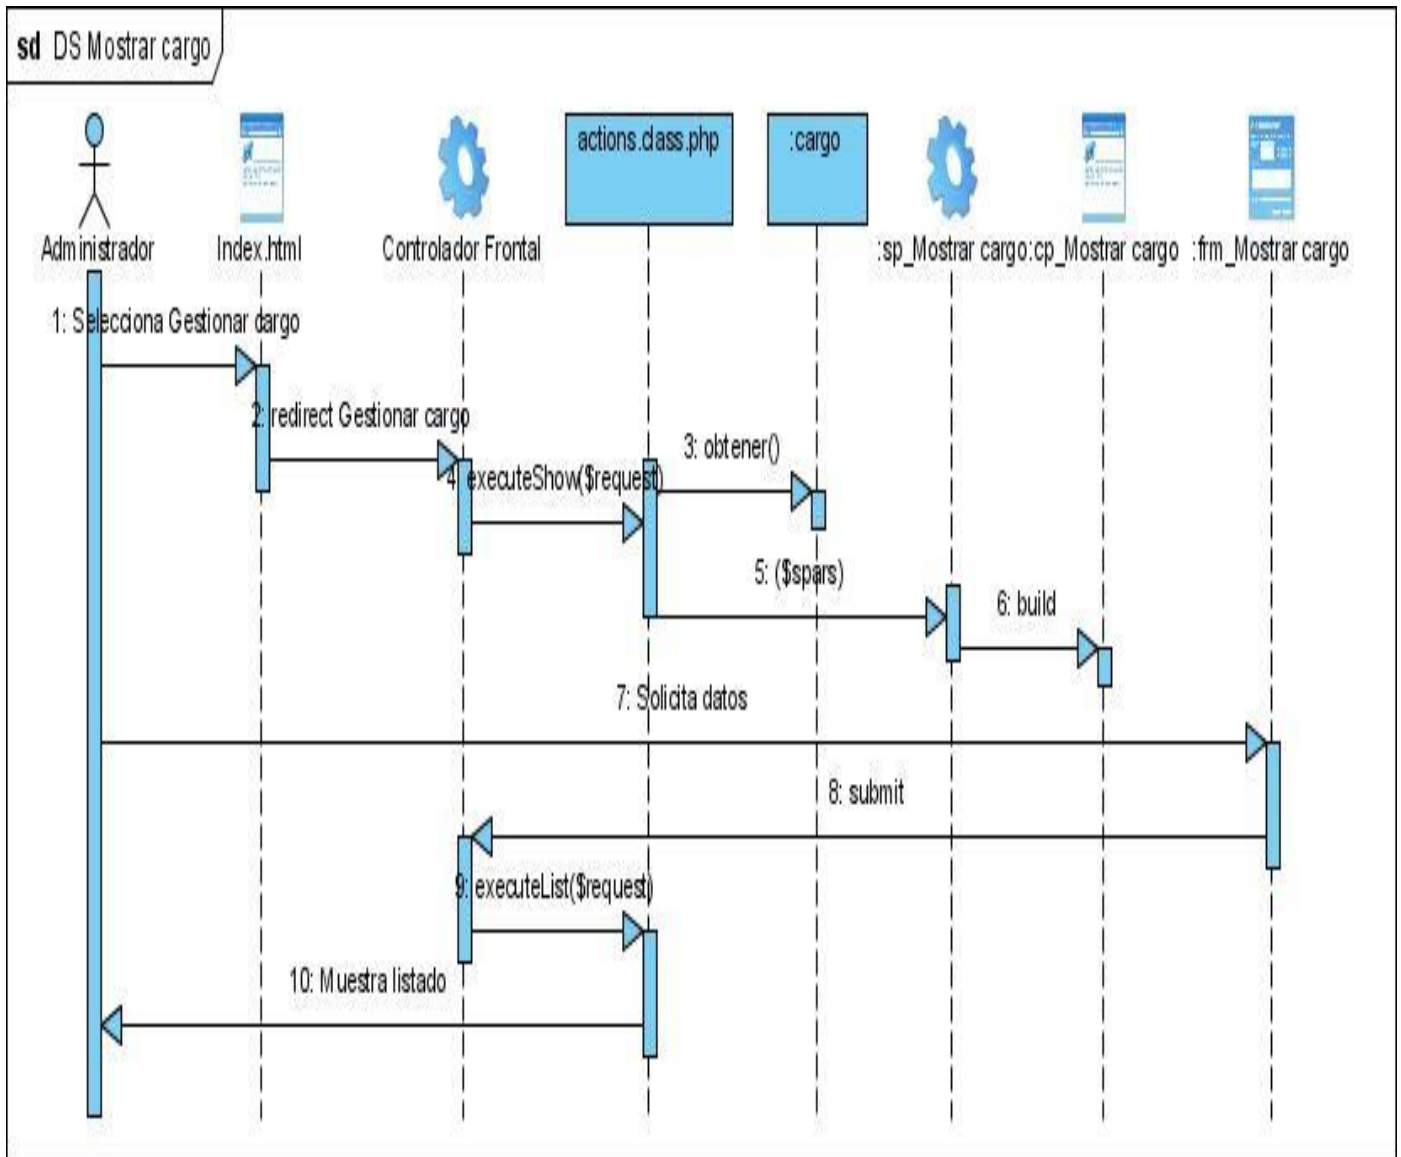 sd DS Mostrar cargo
actions.class.php
:cargo
Administrador
Index.html
Controlador Frontal
:sp_Mostrar cargo
:cp_Mostrar cargo
:frm_Mostrar cargo
1: Selecciona Gestionar cargo
2: redirect Gestionar cargo
3: obtener()
4: executeShow($request)
5: ($spars)
6: build
7: Solicita datos
8: submit
9: executeList($request)
10: Muestra listado